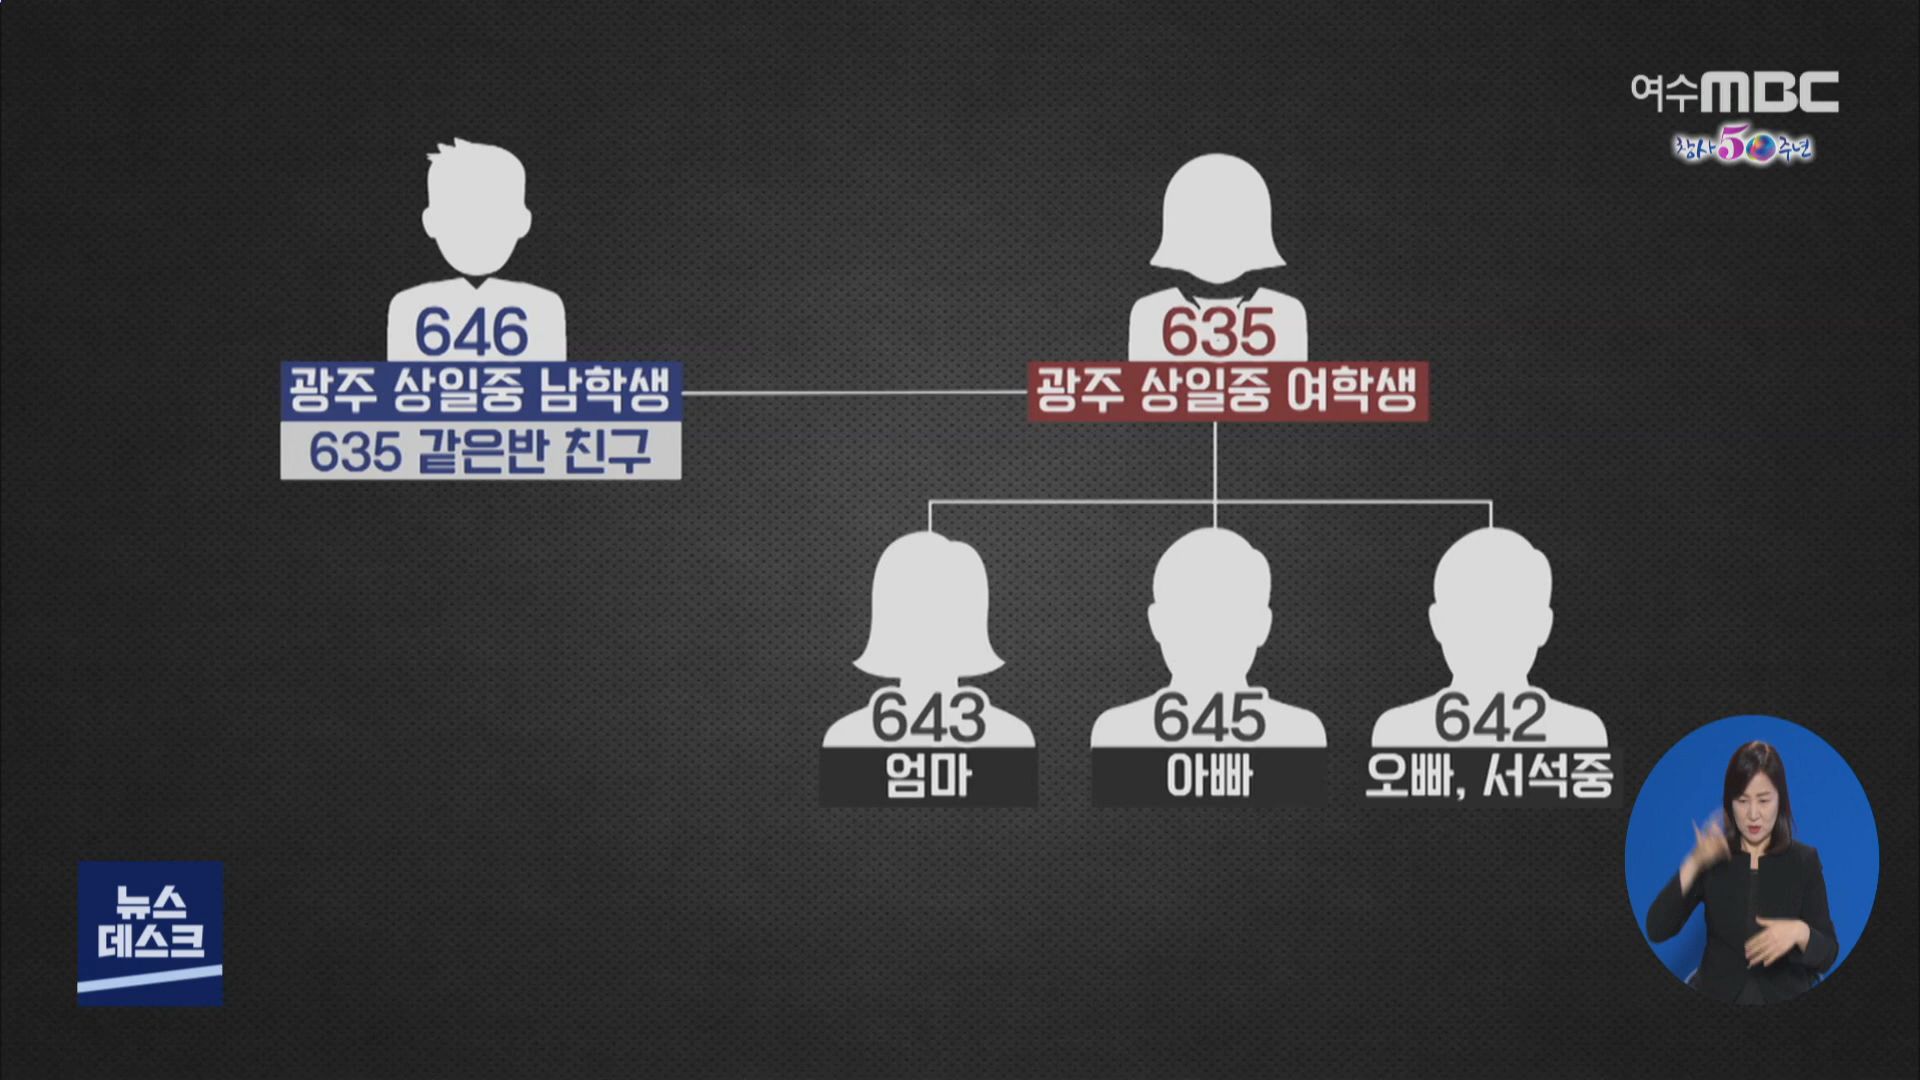 여수MBC
창사50주년
646
광주 상일중 남학생
635 같은반 친구
635
광주 상일중 여학생
643
엄마
645
아빠
642
오빠, 서석중
뉴스
데스크